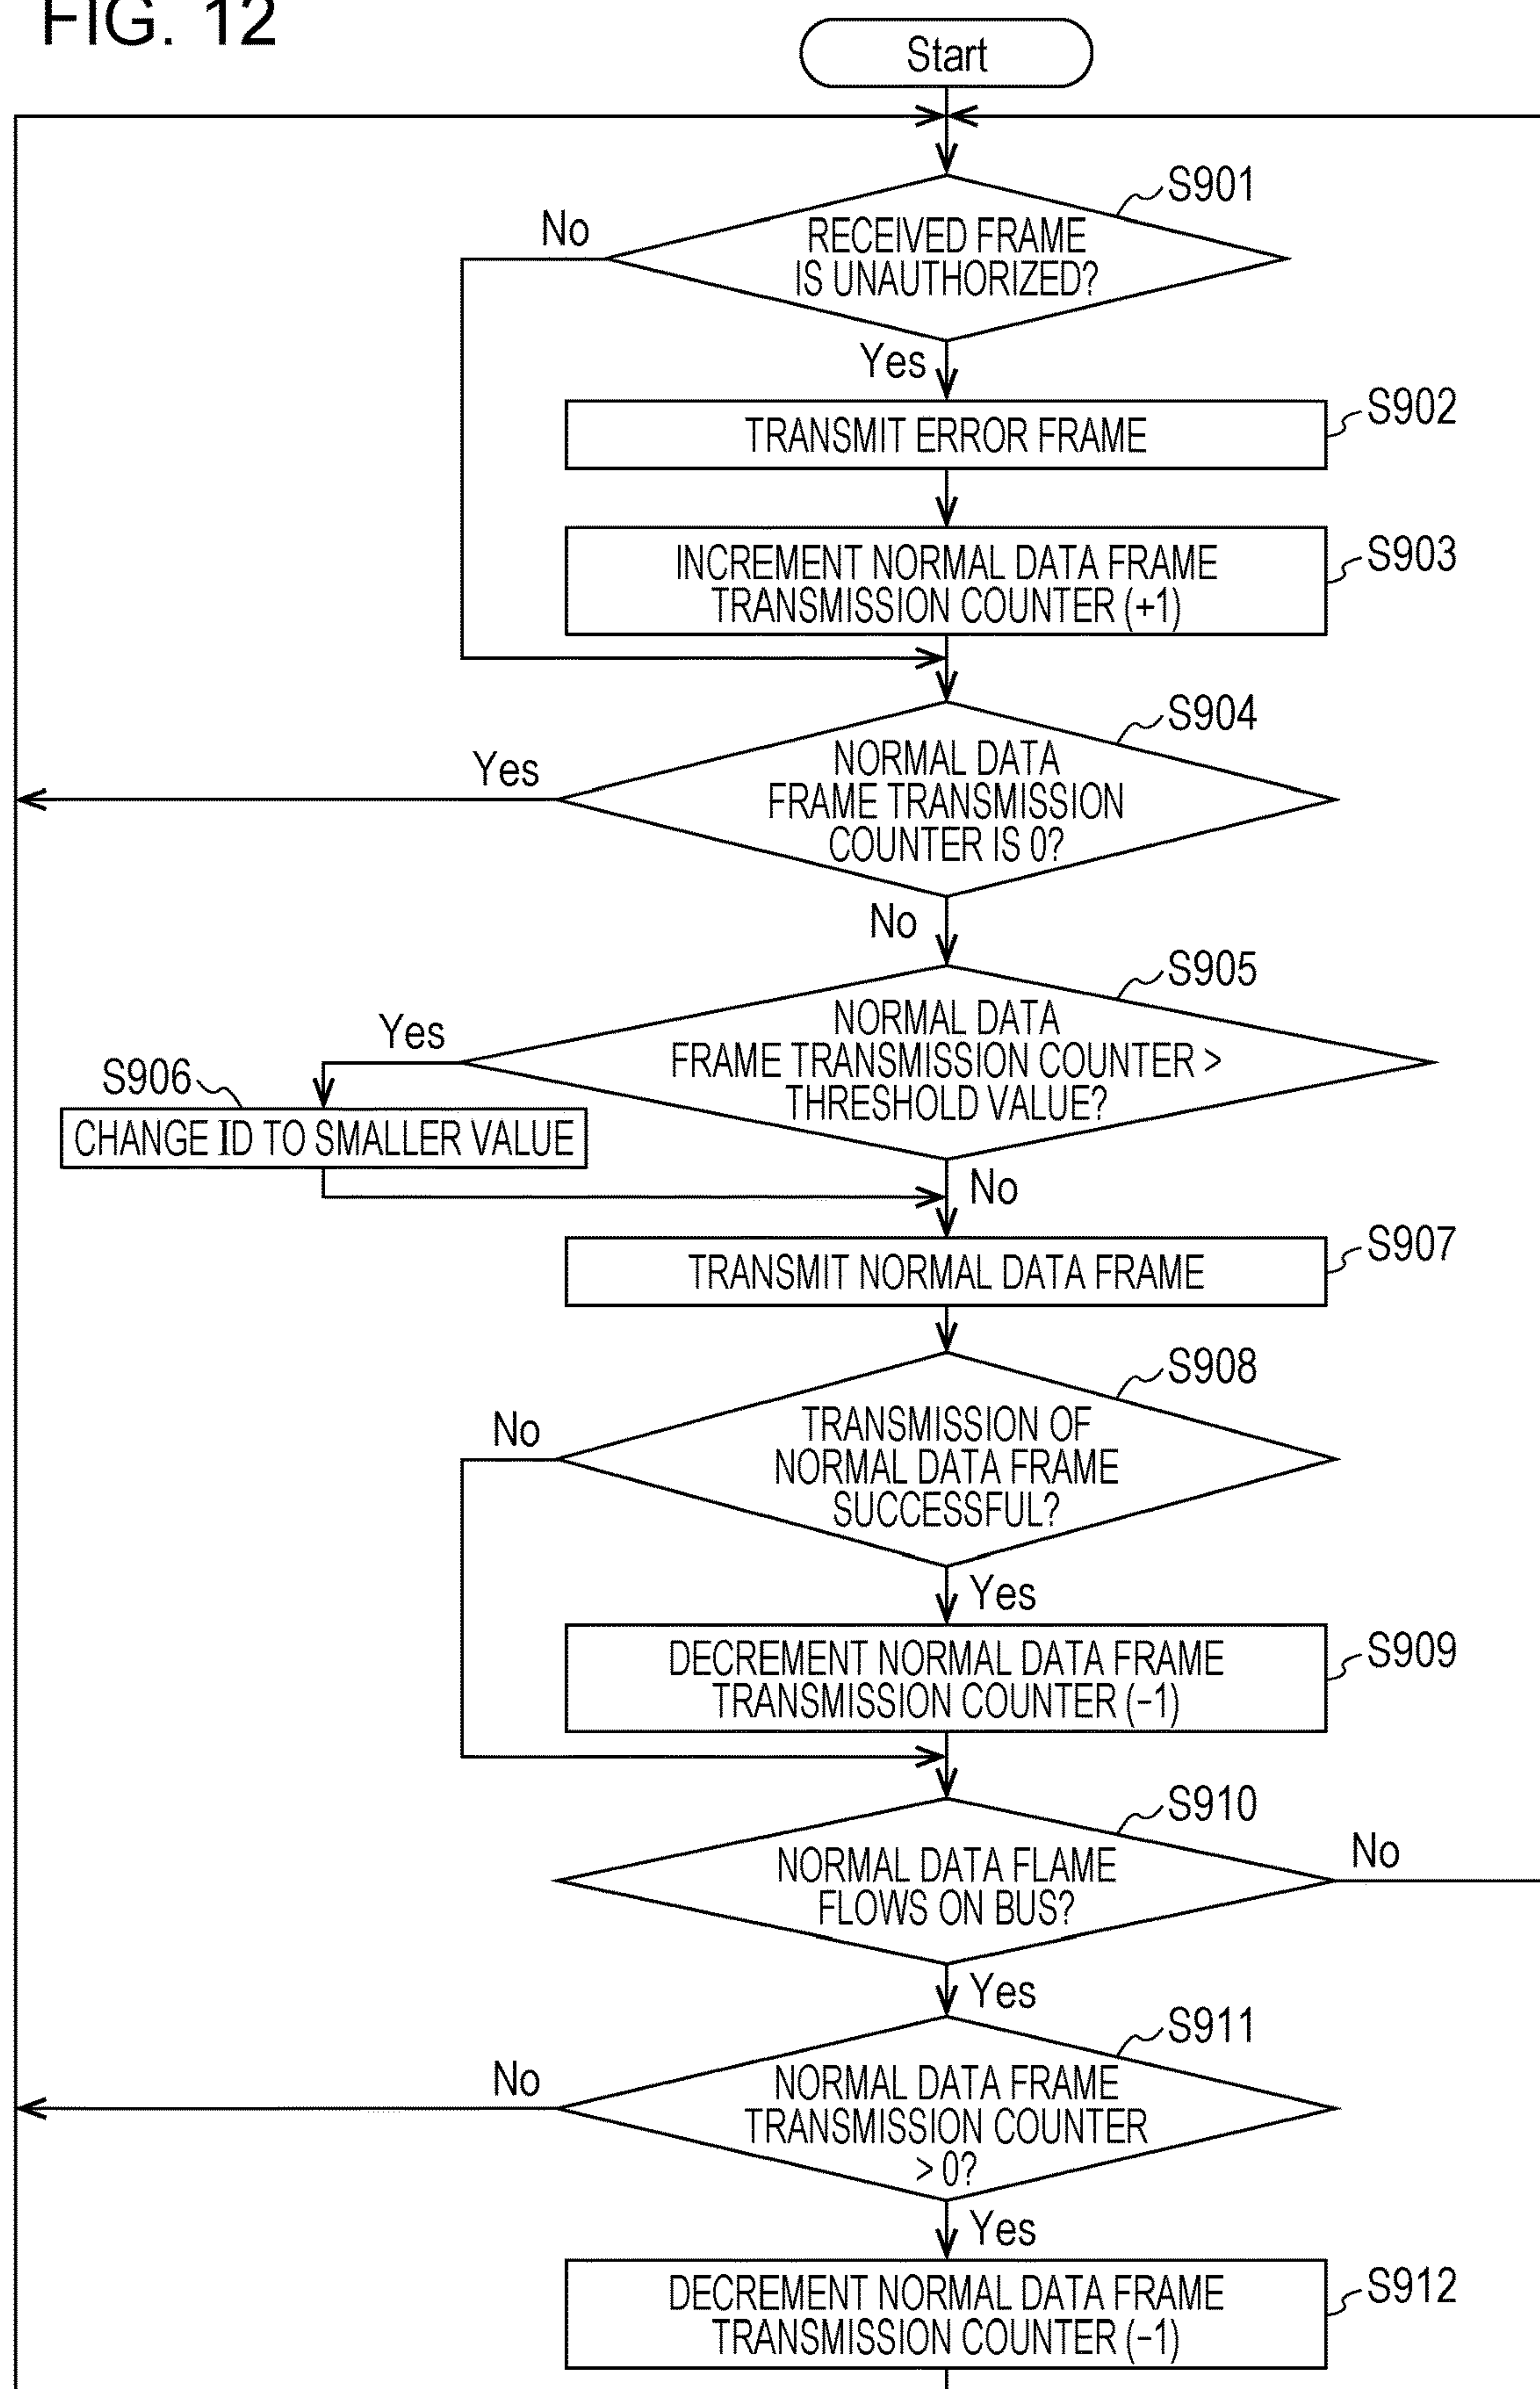 FIG. 12
Start
S901
No
RECEIVED FRAME
IS UNAUTHORIZED?
Yes
S902
TRANSMIT ERROR FRAME
S903
INCREMENT NORMAL DATA FRAME
TRANSMISSION COUNTER (+1)
S904
Yes
NORMAL DATA
FRAME TRANSMISSION
COUNTER IS 0?
No
S905
Yes
NORMAL DATA
FRAME TRANSMISSION COUNTER >
THRESHOLD VALUE?
S906
CHANGE ID TO SMALLER VALUE
No
S907
TRANSMIT NORMAL DATA FRAME
S908
No
TRANSMISSION OF
NORMAL DATA FRAME
SUCCESSFUL?
Yes
S909
DECREMENT NORMAL DATA FRAME
TRANSMISSION COUNTER (−1)
S910
No
NORMAL DATA FLAME
FLOWS ON BUS?
Yes
S911
No
NORMAL DATA FRAME
TRANSMISSION COUNTER
> 0?
Yes
S912
DECREMENT NORMAL DATA FRAME
TRANSMISSION COUNTER (−1)